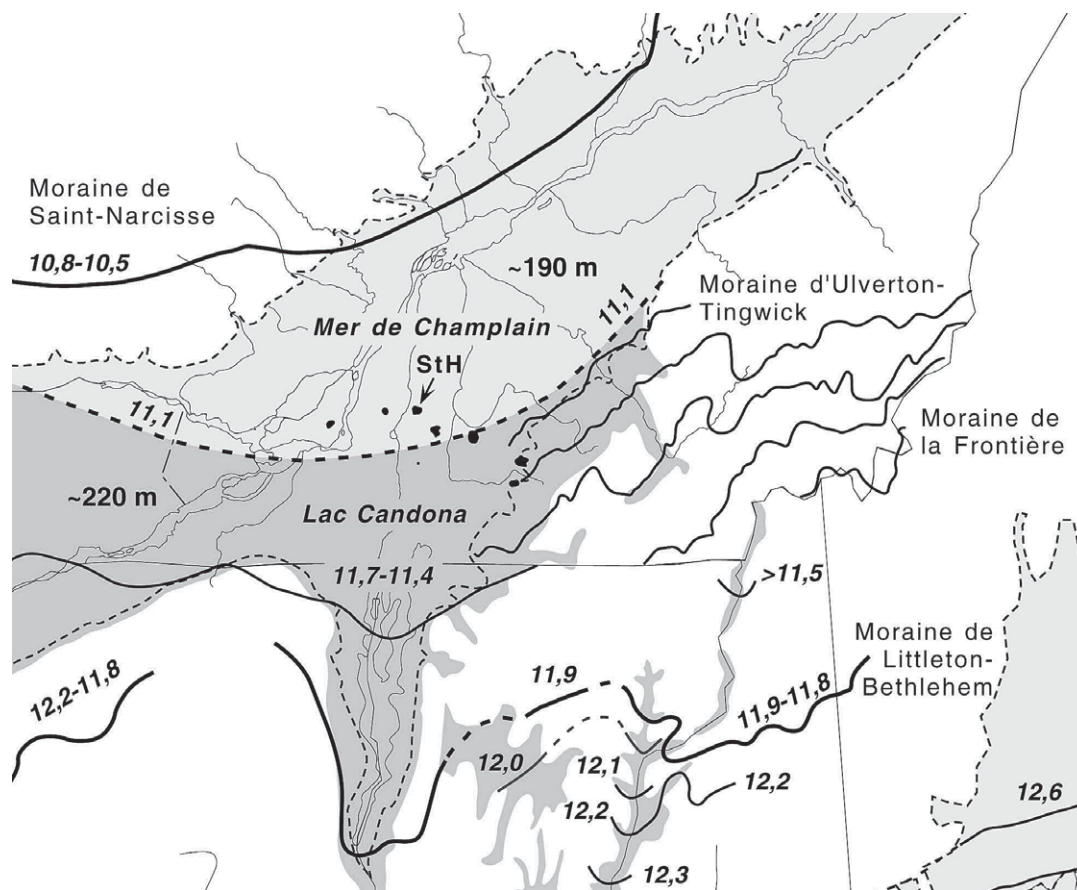 Moraine de
Saint-Narcisse
10,8-10,5
~190 m
Moraine d'Ulverton-
Tingwick
11,1
Mer de Champlain
StH
11,1
Moraine de
la Frontière
~220 m
Lac Candona
11,7-11,4
>11,5
Moraine de
Littleton-
Bethlehem
12,2-11,8
11,9
11,9-11,8
12,0
12,1
12,2
12,2
12,6
12,3